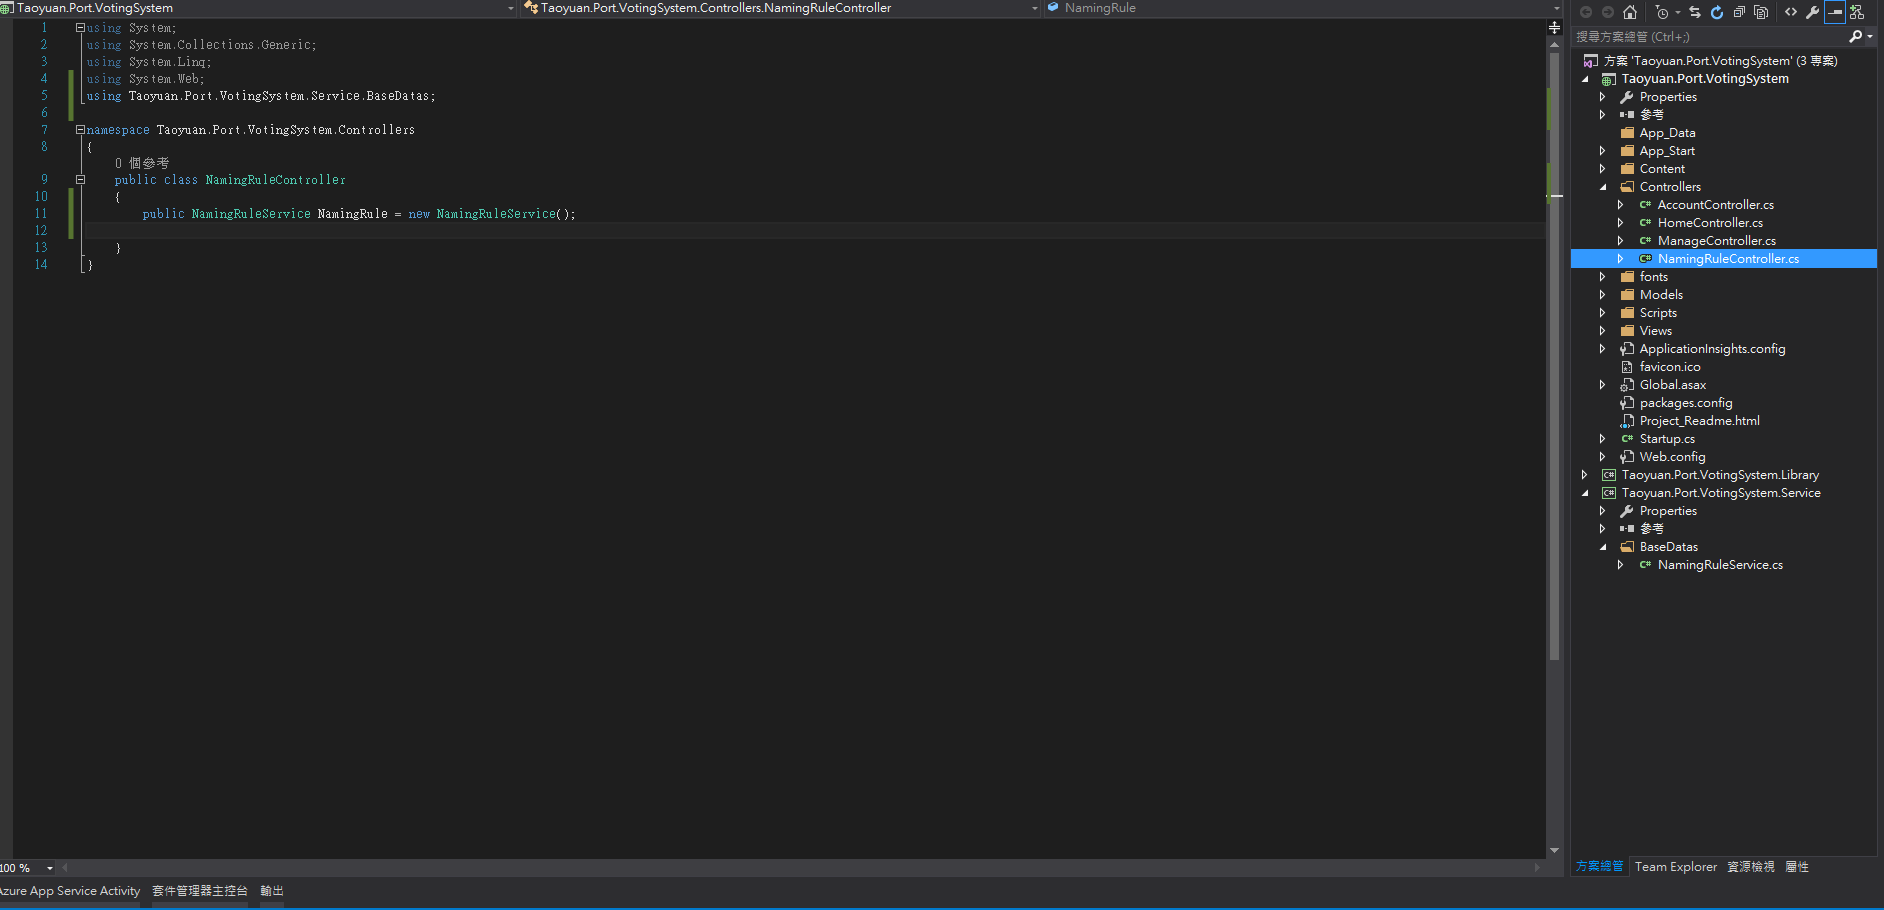 Taoyuan.Port.VotingSystem
Taoyuan.Port.VotingSystem.Controllers.NamingRuleController
NamingRule
1 using System;
2 using System.Collections.Generic;
3 using System.Linq;
4 using System.Web;
5 using Taoyuan.Port.VotingSystem.Service.BaseDatas;
6
7 namespace Taoyuan.Port.VotingSystem.Controllers
8 {
0 個參考
9 public class NamingRuleController
10 {
11 public NamingRuleService NamingRule = new NamingRuleService();
12
13 }
14 }
100 %
Azure App Service Activity 套件管理器主控台 輸出
搜尋方案總管 (Ctrl+;)
方案 'Taoyuan.Port.VotingSystem' (3 專案)
Taoyuan.Port.VotingSystem
Properties
參考
App_Data
App_Start
Content
Controllers
C# AccountController.cs
C# HomeController.cs
C# ManageController.cs
C# NamingRuleController.cs
fonts
Models
Scripts
Views
ApplicationInsights.config
favicon.ico
Global.asax
packages.config
Project_Readme.html
C# Startup.cs
Web.config
C# Taoyuan.Port.VotingSystem.Library
C# Taoyuan.Port.VotingSystem.Service
Properties
參考
BaseDatas
C# NamingRuleService.cs
方案總管 Team Explorer 資源檢視 屬性